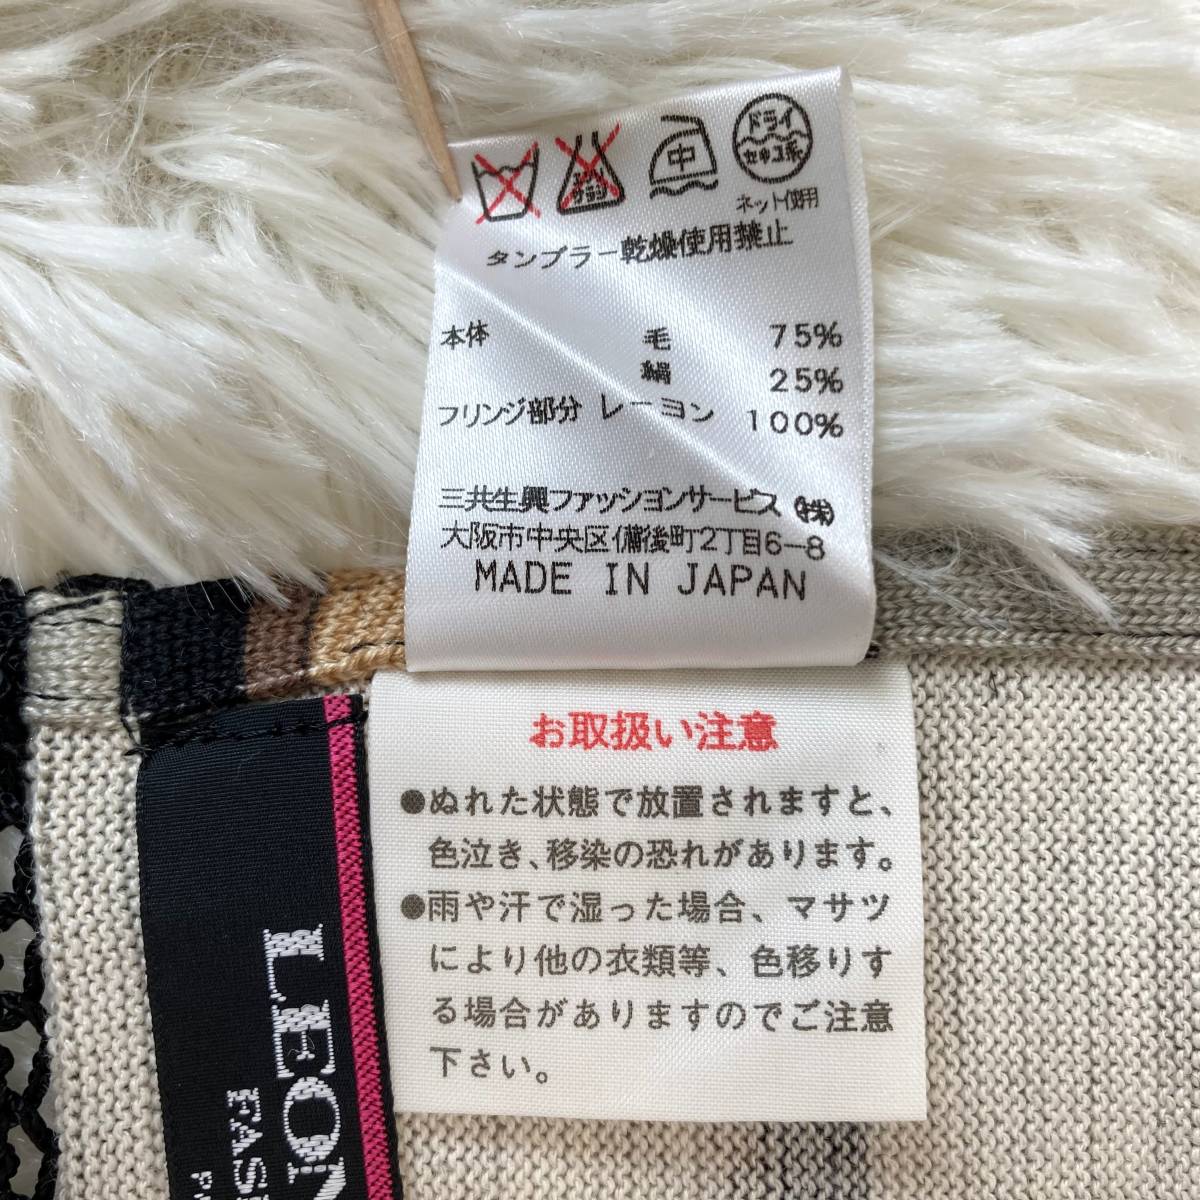 エンソ
サラシ
中
ドライ
セキユ系
ネット使用
タンブラー乾燥使用禁止
本体 毛 75%
絹 25%
フリンジ部分 レーヨン 100%
三共生興ファッションサービス㈱
大阪市中央区備後町2丁目6-8
MADE IN JAPAN
お取扱い注意
●ぬれた状態で放置されますと、
色泣き、移染の恐れがあります。
●雨や汗で湿った場合、マサツ
により他の衣類等、色移りす
る場合がありますのでご注意
下さい。
LEON
FAS